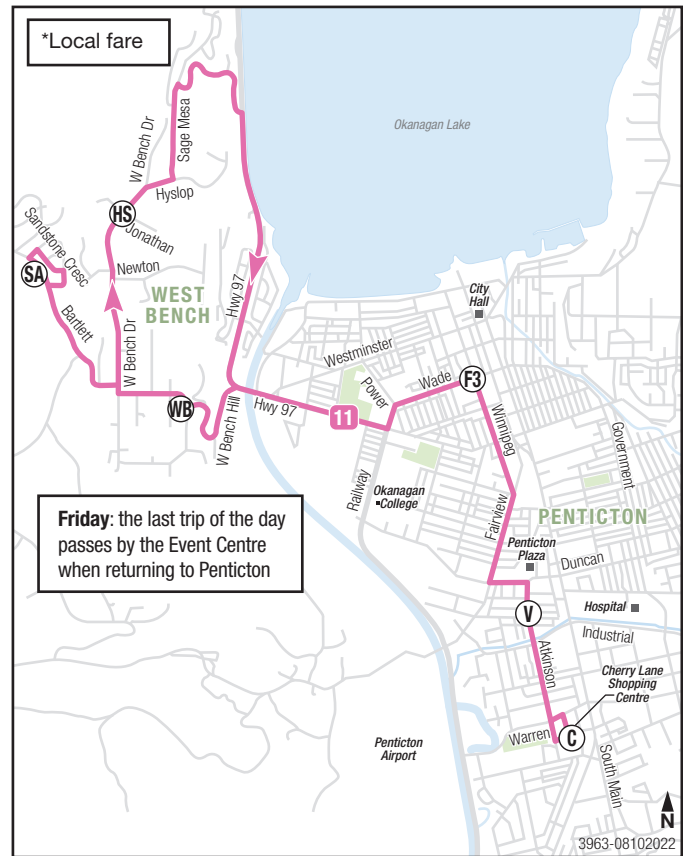 *Local fare
Okanagan Lake
W Bench Dr
Sage Mesa
Hyslop
HS
Jonathan
Sandstone Cresc
SA
Newton
WEST
BENCH
Hwy 97
City
Hall
Bartlett
W Bench Dr
Westminster
Power
Wade
F3
WB
W Bench Hill
Hwy 97
11
Winnipeg
Government
Railway
Okanagan
College
Fairview
PENTICTON
Friday: the last trip of the day
passes by the Event Centre
when returning to Penticton
Penticton
Plaza
Duncan
Hospital
V
Industrial
Atkinson
Cherry Lane
Shopping
Centre
Warren
C
Penticton
Airport
South Main
N
3963-08102022